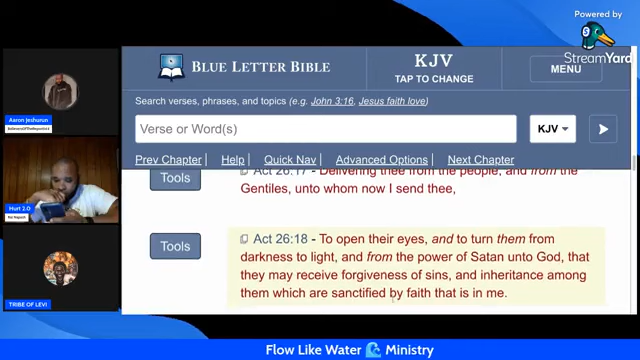 Powered by
StreamYard
BLUE LETTER BIBLE
KJV
TAP TO CHANGE
MENU
Search verses, phrases, and topics (e.g. John 3:16, Jesus faith love)
Verse or Word(s)
KJV
Prev Chapter | Help | Quick Nav | Advanced Options | Next Chapter
Tools
Act 26:17 - Delivering thee from the people, and from the
Gentiles, unto whom now I send thee,
Tools
Act 26:18 - To open their eyes, and to turn them from
darkness to light, and from the power of Satan unto God, that
they may receive forgiveness of sins, and inheritance among
them which are sanctified by faith that is in me.
Aaron Jeshurun
Hurt 2.0
TRIBE OF LEVI
Flow Like Water 🌊 Ministry